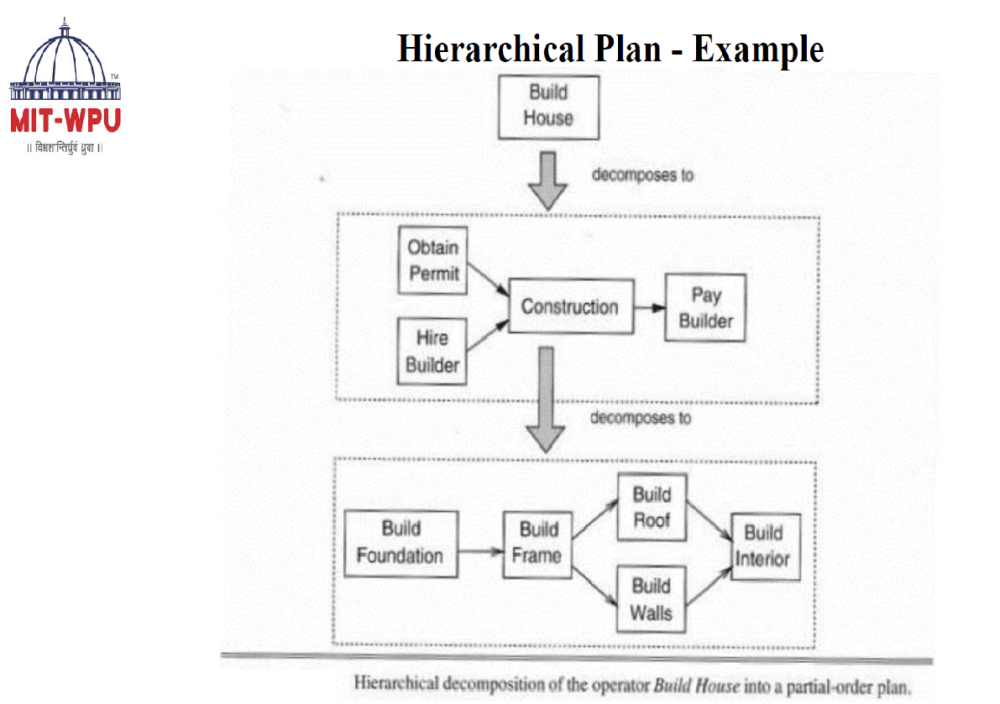 Hierarchical Plan - Example
TM
MIT-WPU
॥ विश्वशान्तिर्ध्रुवं ध्रुवा ॥
Build
House
decomposes to
Obtain
Permit
Construction
Pay
Builder
Hire
Builder
decomposes to
Build
Foundation
Build
Frame
Build
Roof
Build
Walls
Build
Interior
Hierarchical decomposition of the operator Build House into a partial-order plan.